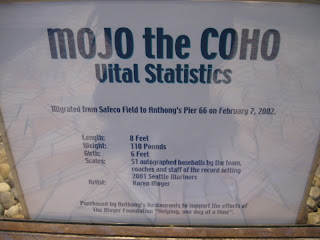 MOJO the COHO
Vital Statistics
Migrated from Safeco Field to Anthony's Pier 66 on February 7, 2002.
Length: 8 Feet
Weight: 110 Pounds
Girth: 6 Feet
Scales: 51 autographed baseballs by the team,
coaches and staff of the record setting
2001 Seattle Mariners
Artist: Karen Moyer
Purchased by Anthony's Restaurants to support the efforts of
The Moyer Foundation "Helping, one day at a time".